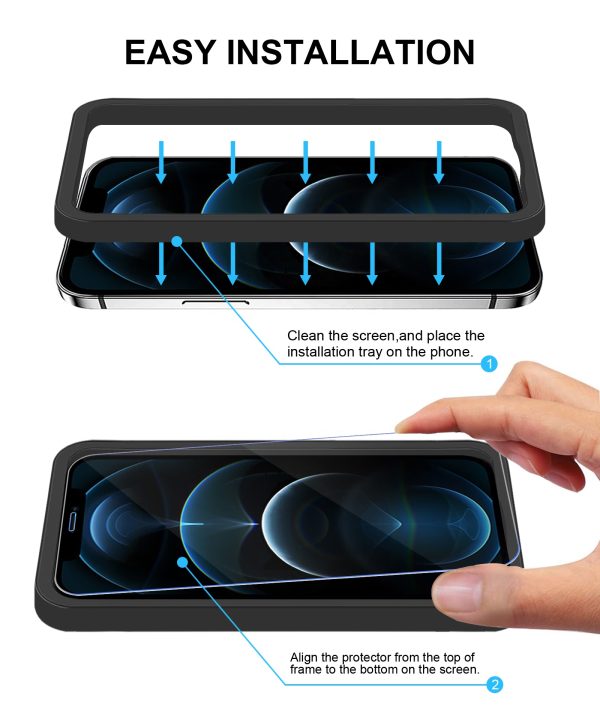 EASY INSTALLATION
Clean the screen,and place the
installation tray on the phone.
1
Align the protector from the top of
frame to the bottom on the screen.
2